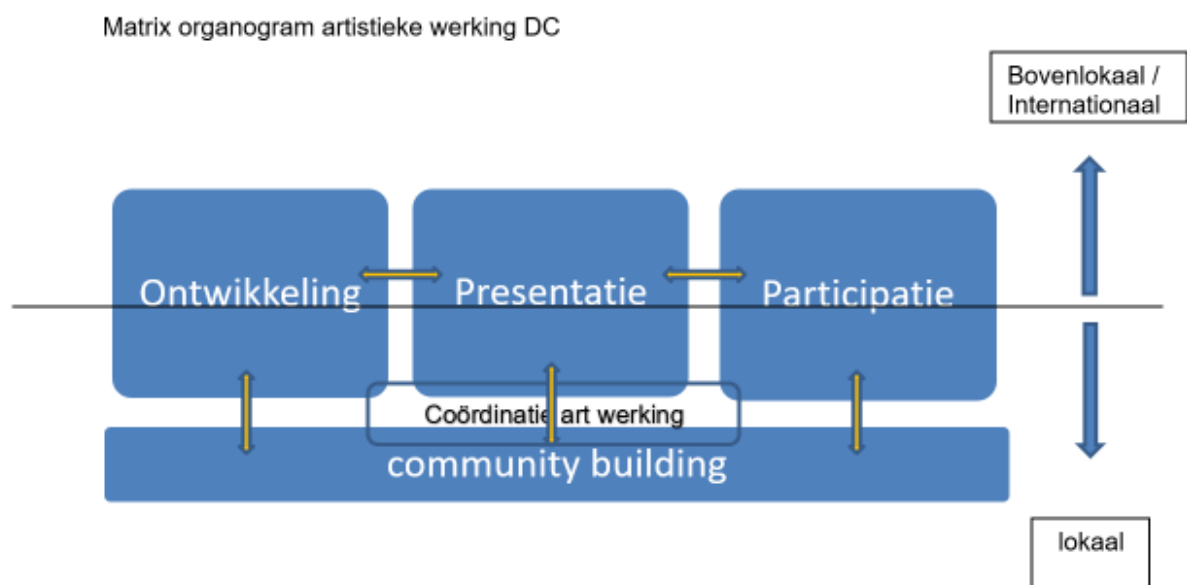 Matrix organogram artistieke werking DC
Bovenlokaal /
Internationaal
Ontwikkeling
Presentatie
Participatie
Coördinatie art werking
community building
lokaal